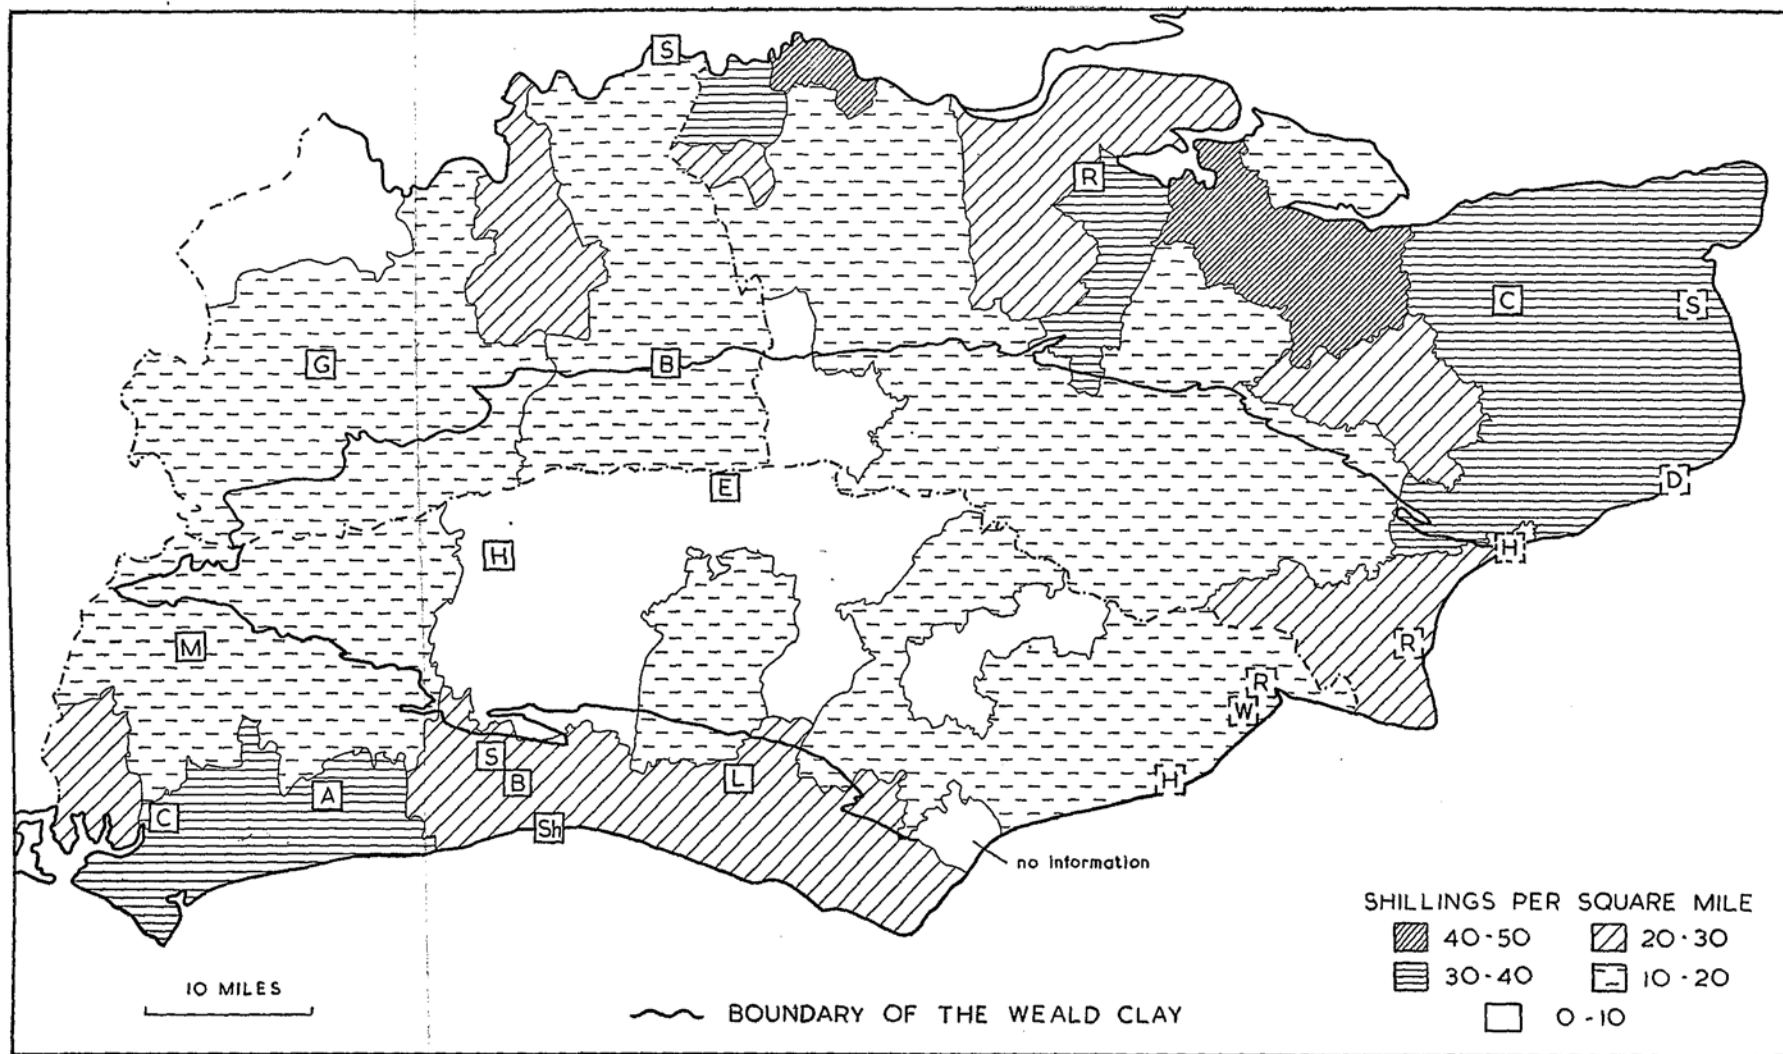 S
R
C
S
G
B
E
D
H
H
M
R
R
W
S
B
L
H
A
C
Sh
no information
SHILLINGS PER SQUARE MILE
40-50 20-30
30-40 10-20
0-10
10 MILES
BOUNDARY OF THE WEALD CLAY